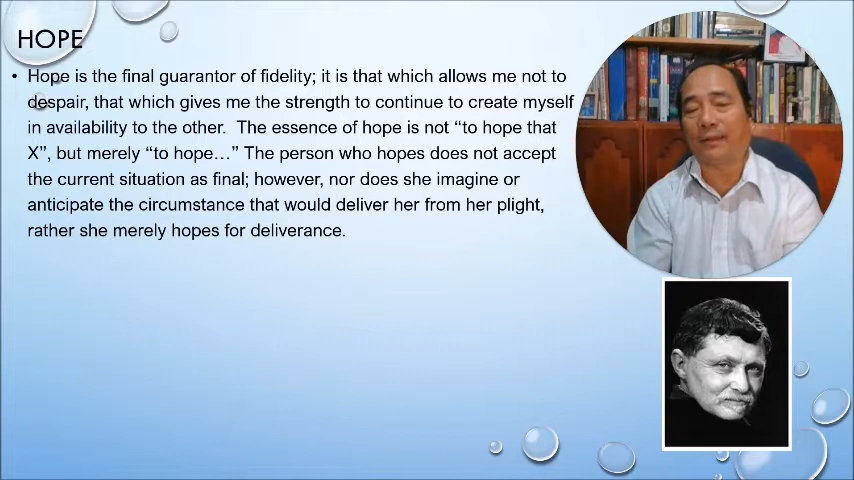 HOPE
• Hope is the final guarantor of fidelity; it is that which allows me not to
despair, that which gives me the strength to continue to create myself
in availability to the other.  The essence of hope is not “to hope that
X”, but merely “to hope…” The person who hopes does not accept
the current situation as final; however, nor does she imagine or
anticipate the circumstance that would deliver her from her plight,
rather she merely hopes for deliverance.